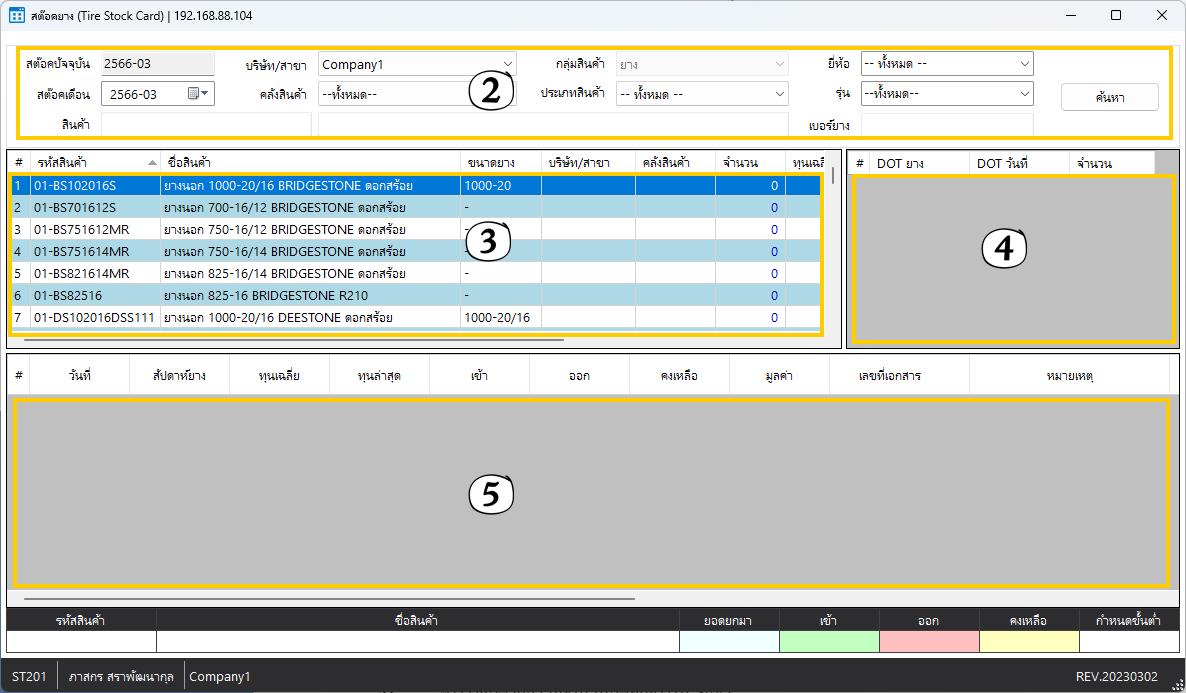 สต๊อคยาง (Tire Stock Card) | 192.168.88.104
สต๊อคปัจจุบัน 2566-03 บริษัท/สาขา Company1 กลุ่มสินค้า ยาง ยี่ห้อ -- ทั้งหมด --
สต๊อคเดือน 2566-03 คลังสินค้า --ทั้งหมด-- 2 ประเภทสินค้า -- ทั้งหมด -- รุ่น --ทั้งหมด-- ค้นหา
สินค้า เบอร์ยาง
# รหัสสินค้า ชื่อสินค้า ขนาดยาง บริษัท/สาขา คลังสินค้า จำนวน ทุนเฉลี่
1 01-BS102016S ยางนอก 1000-20/16 BRIDGESTONE ดอกสร้อย 1000-20 0
2 01-BS701612S ยางนอก 700-16/12 BRIDGESTONE ดอกสร้อย - 0
3 01-BS751612MR ยางนอก 750-16/12 BRIDGESTONE ดอกสร้อย - 0
3
4 01-BS751614MR ยางนอก 750-16/14 BRIDGESTONE ดอกสร้อย - 0
5 01-BS821614MR ยางนอก 825-16/14 BRIDGESTONE ดอกสร้อย - 0
6 01-BS82516 ยางนอก 825-16 BRIDGESTONE R210 - 0
7 01-DS102016DSS111 ยางนอก 1000-20/16 DEESTONE ดอกสร้อย 1000-20/16 0
# DOT ยาง DOT วันที่ จำนวน
4
# วันที่ สัปดาห์ยาง ทุนเฉลี่ย ทุนล่าสุด เข้า ออก คงเหลือ มูลค่า เลขที่เอกสาร หมายเหตุ
5
รหัสสินค้า ชื่อสินค้า ยอดยกมา เข้า ออก คงเหลือ กำหนดขั้นต่ำ
ST201 ภาสกร สราพัฒนากุล Company1 REV.20230302